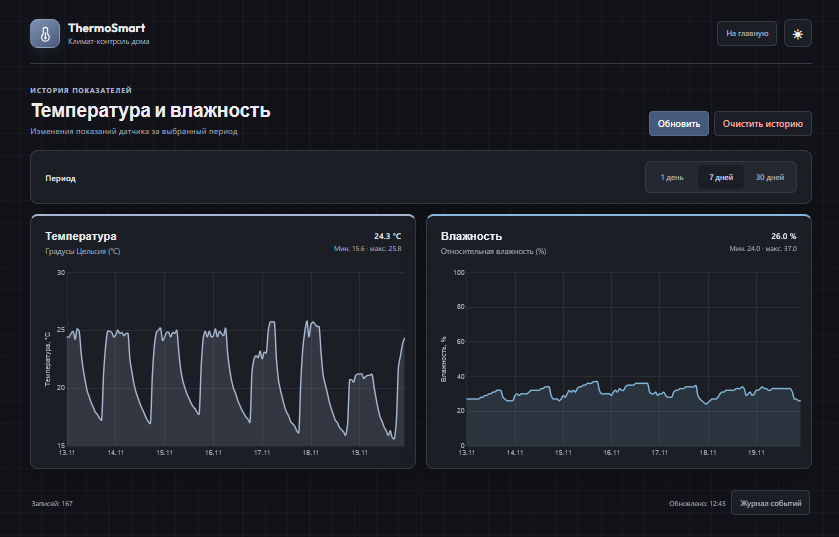 ThermoSmart
Климат-контроль дома
На главную
ИСТОРИЯ ПОКАЗАТЕЛЕЙ
Температура и влажность
Изменения показаний датчика за выбранный период
Обновить
Очистить историю
Период
1 день
7 дней
30 дней
Температура
24.3 °C
Градусы Цельсия (°C)
Мин. 15.6 · макс. 25.8
30
25
20
15
Температура, °C
13.11
14.11
15.11
16.11
17.11
18.11
19.11
Влажность
26.0 %
Относительная влажность (%)
Мин. 24.0 · макс. 37.0
100
80
60
40
20
0
Влажность, %
13.11
14.11
15.11
16.11
17.11
18.11
19.11
Записей: 167
Обновлено: 12:43
Журнал событий